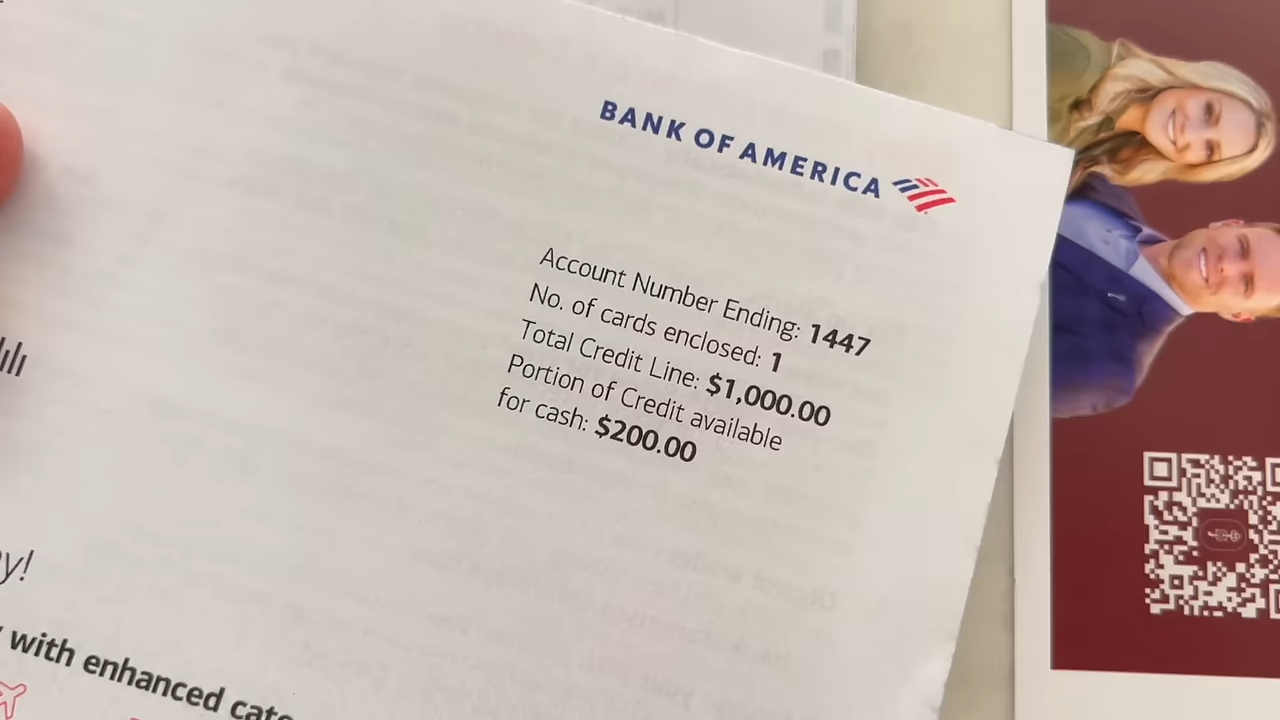 BANK OF AMERICA
Account Number Ending: 1447
No. of cards enclosed: 1
Total Credit Line: $1,000.00
Portion of Credit available
for cash: $200.00
with enhanced